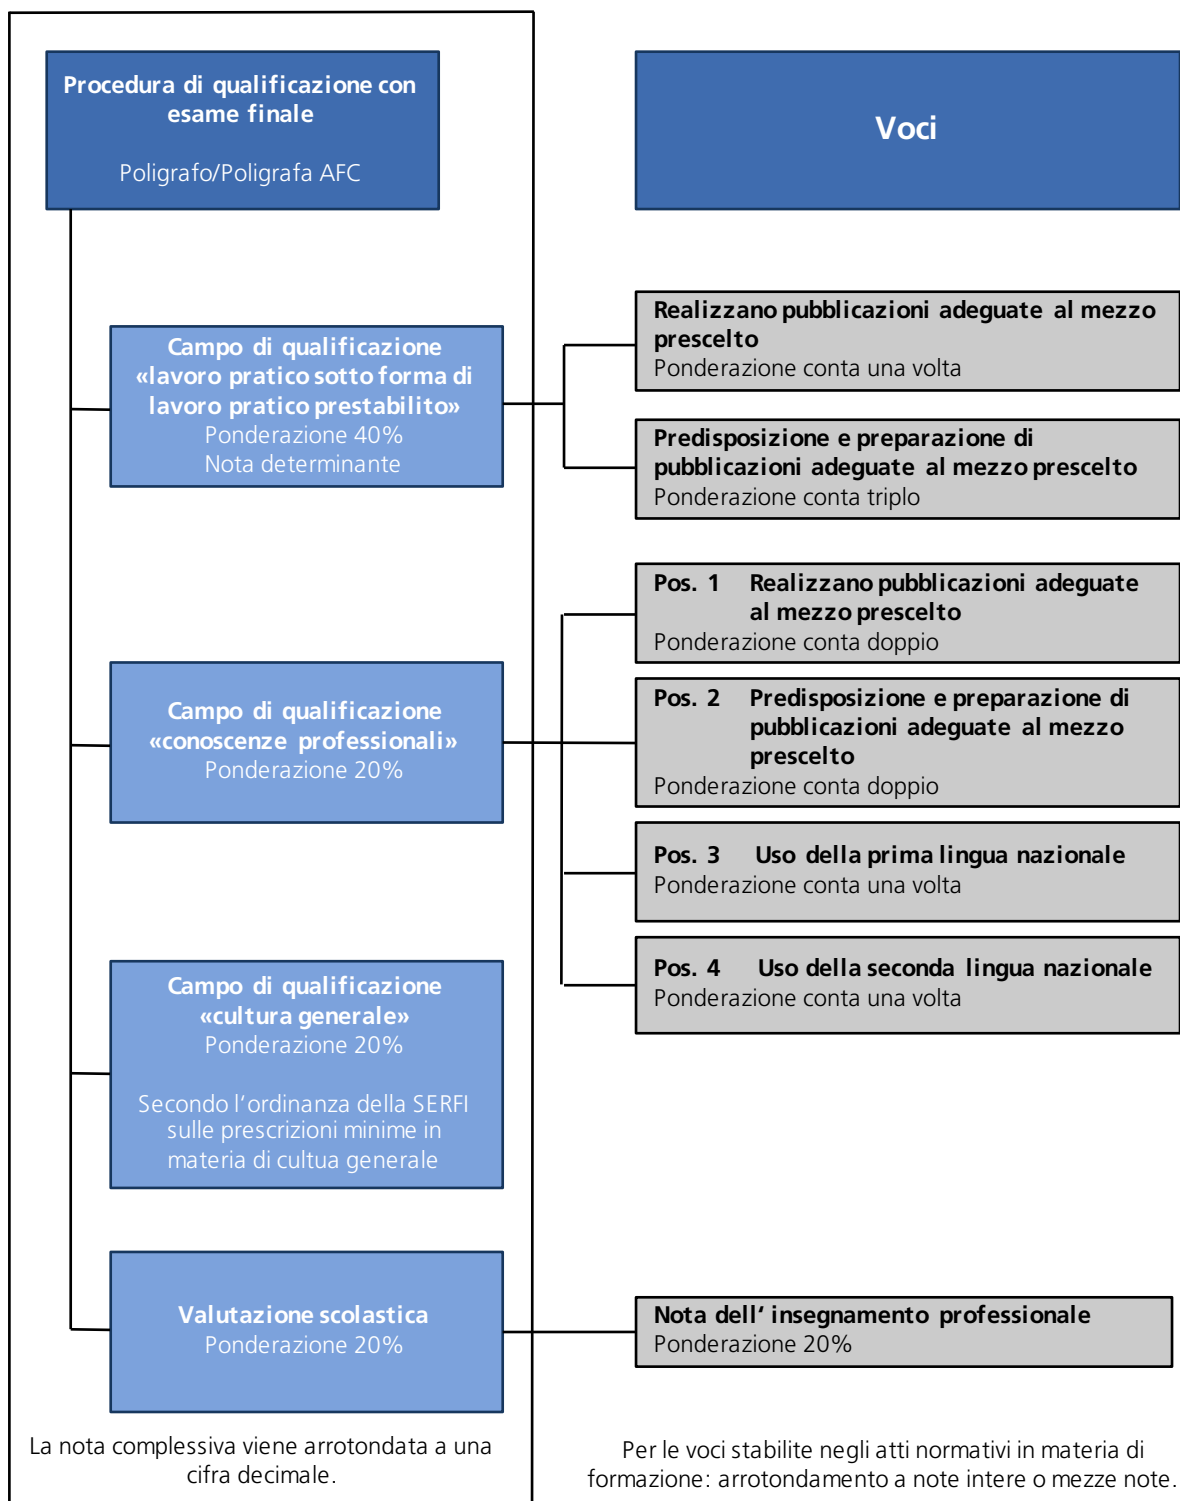 Procedura di qualificazione con
esame finale
Poligrafo/Poligrafa AFC
Voci
Campo di qualificazione
«lavoro pratico sotto forma di
lavoro pratico prestabilito»
Ponderazione 40%
Nota determinante
Realizzano pubblicazioni adeguate al mezzo
prescelto
Ponderazione conta una volta
Predisposizione e preparazione di
pubblicazioni adeguate al mezzo prescelto
Ponderazione conta triplo
Campo di qualificazione
«conoscenze professionali»
Ponderazione 20%
Pos. 1 Realizzano pubblicazioni adeguate
al mezzo prescelto
Ponderazione conta doppio
Pos. 2 Predisposizione e preparazione di
pubblicazioni adeguate al mezzo
prescelto
Ponderazione conta doppio
Pos. 3 Uso della prima lingua nazionale
Ponderazione conta una volta
Pos. 4 Uso della seconda lingua nazionale
Ponderazione conta una volta
Campo di qualificazione
«cultura generale»
Ponderazione 20%
Secondo l‘ordinanza della SERFI
sulle prescrizioni minime in
materia di cultua generale
Valutazione scolastica
Ponderazione 20%
Nota dell‘ insegnamento professionale
Ponderazione 20%
La nota complessiva viene arrotondata a una
cifra decimale.
Per le voci stabilite negli atti normativi in materia di
formazione: arrotondamento a note intere o mezze note.